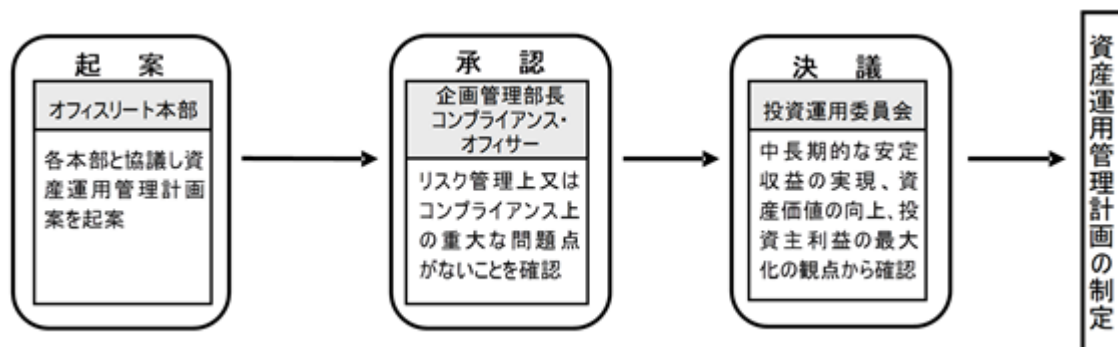 起 案
オフィスリート本部
各本部と協議し資
産運用管理計画
案を起案
承 認
企画管理部長
コンプライアンス・
オフィサー
リスク管理上又は
コンプライアンス上
の重大な問題点
がないことを確認
決 議
投資運用委員会
中長期的な安定
収益の実現、資
産価値の向上、投
資主利益の最大
化の観点から確認
資産運用管理計画の制定